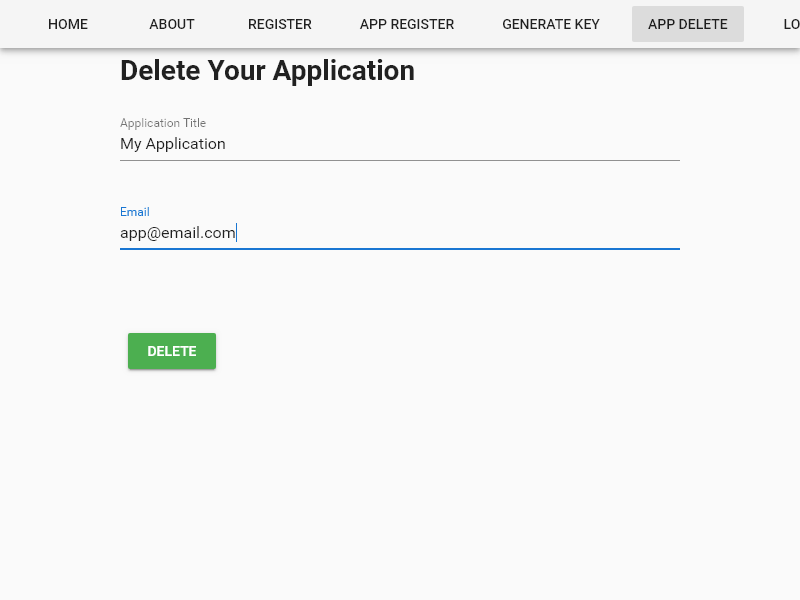 HOME ABOUT REGISTER APP REGISTER GENERATE KEY APP DELETE LO
Delete Your Application
Application Title
My Application
Email
app@email.com
DELETE